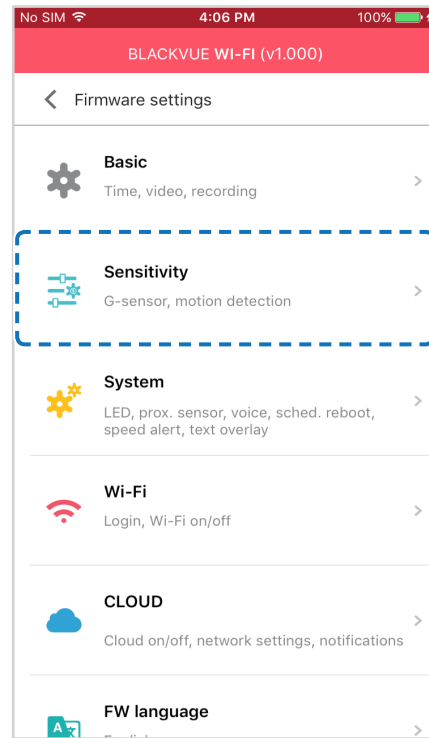 No SIM 4:06 PM 100%
BLACKVUE WI-FI (v1.000)
Firmware settings
Basic
Time, video, recording
Sensitivity
G-sensor, motion detection
System
LED, prox. sensor, voice, sched. reboot,
speed alert, text overlay
Wi-Fi
Login, Wi-Fi on/off
CLOUD
Cloud on/off, network settings, notifications
FW language